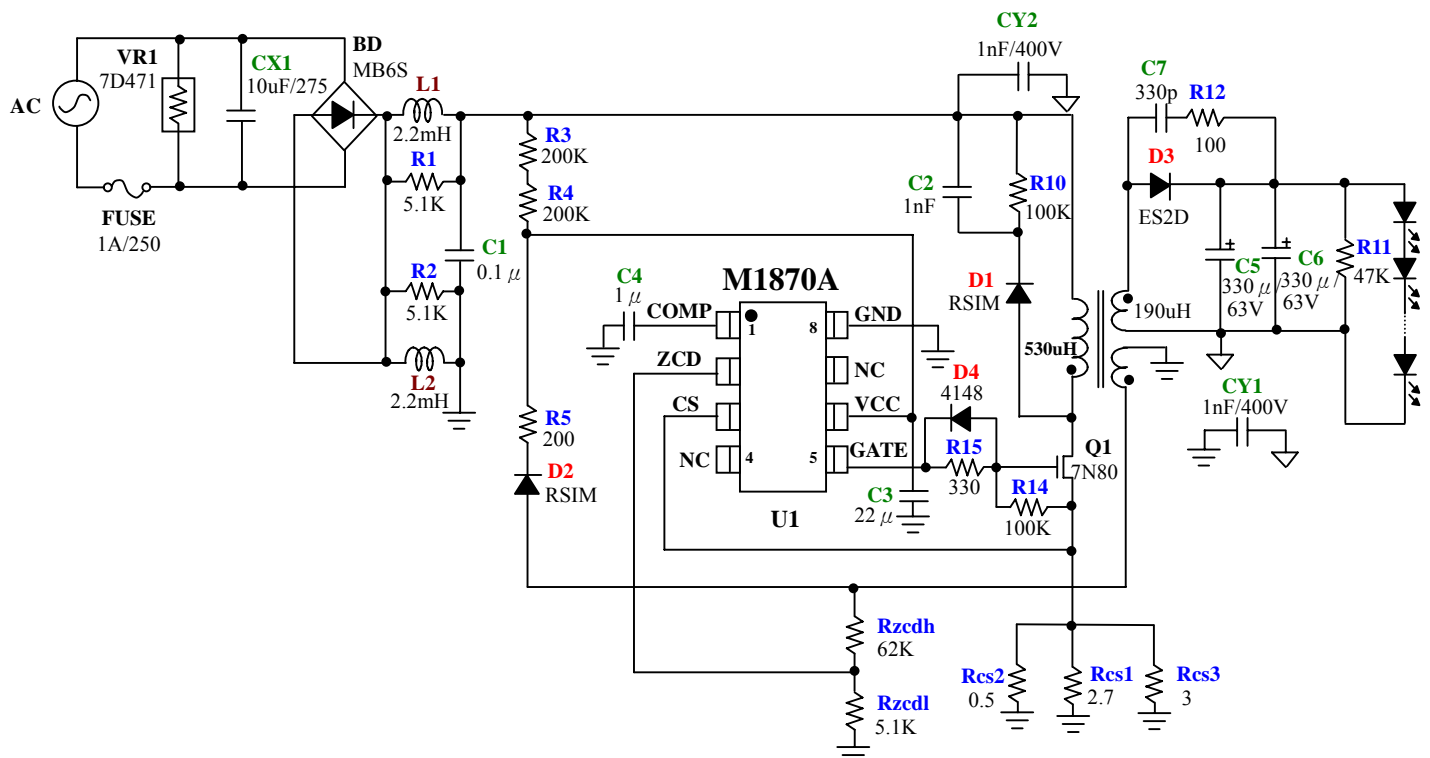 AC
VR1
7D471
CX1
10uF/275
BD
MB6S
FUSE
1A/250
L1
2.2mH
R1
5.1K
R2
5.1K
L2
2.2mH
C1
0.1μ
R3
200K
R4
200K
CY2
1nF/400V
C2
1nF
R10
100K
D1
RSIM
C7
330p
R12
100
D3
ES2D
C5
330μ/
63V
C6
330μ/
63V
R11
47K
190uH
530uH
CY1
1nF/400V
C4
1μ
M1870A
COMP
ZCD
CS
NC
1
4
8
5
GND
NC
VCC
GATE
U1
R5
200
D2
RSIM
D4
4148
R15
330
R14
100K
C3
22μ
Q1
7N80
Rzcdh
62K
Rzcdl
5.1K
Rcs2
0.5
Rcs1
2.7
Rcs3
3